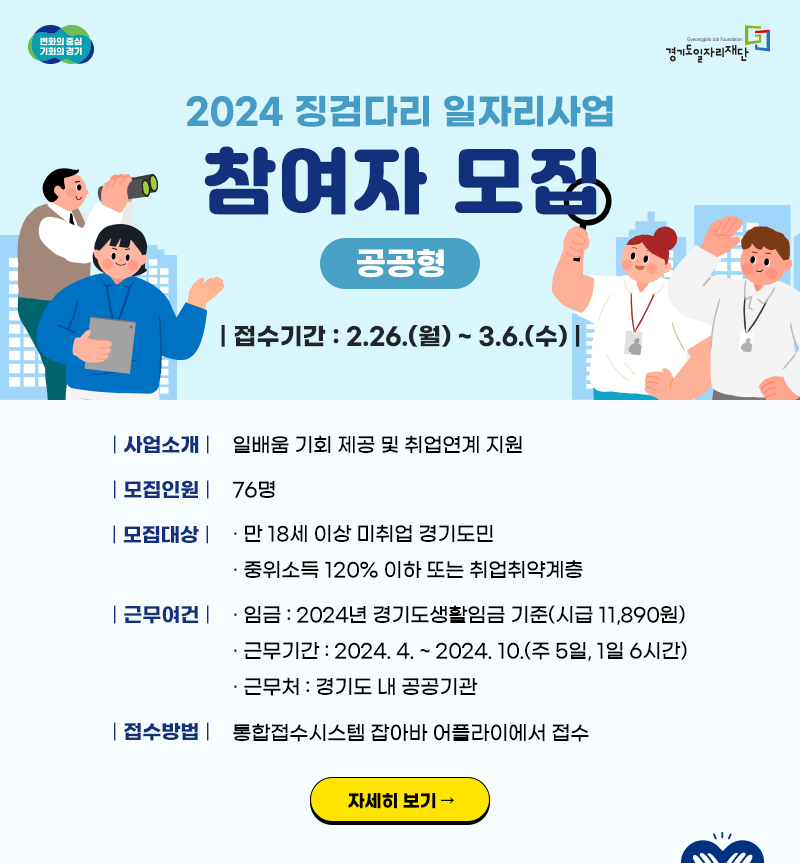 변화의 중심
기회의 경기
Gyeonggido Job Foundation
경기도일자리재단
2024 징검다리 일자리사업
참여자 모집
공공형
| 접수기간 : 2.26.(월) ~ 3.6.(수) |
| 사업소개 | 일배움 기회 제공 및 취업연계 지원
| 모집인원 | 76명
| 모집대상 | · 만 18세 이상 미취업 경기도민
· 중위소득 120% 이하 또는 취업취약계층
| 근무여건 | · 임금 : 2024년 경기도생활임금 기준(시급 11,890원)
· 근무기간 : 2024. 4. ~ 2024. 10.(주 5일, 1일 6시간)
· 근무처 : 경기도 내 공공기관
| 접수방법 | 통합접수시스템 잡아바 어플라이에서 접수
자세히 보기 →